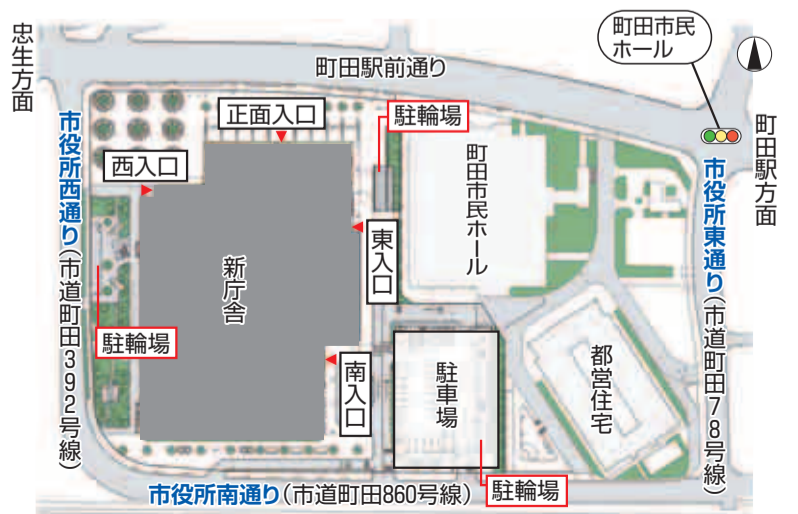 忠生方面
町田駅前通り
町田市民
ホール
町田駅方面
正面入口
駐輪場
西入口
市役所西通り(市道町田392号線)
町田市民ホール
市役所東通り(市道町田78号線)
東入口
新庁舎
駐輪場
南入口
駐車場
都営住宅
市役所南通り(市道町田860号線)
駐輪場